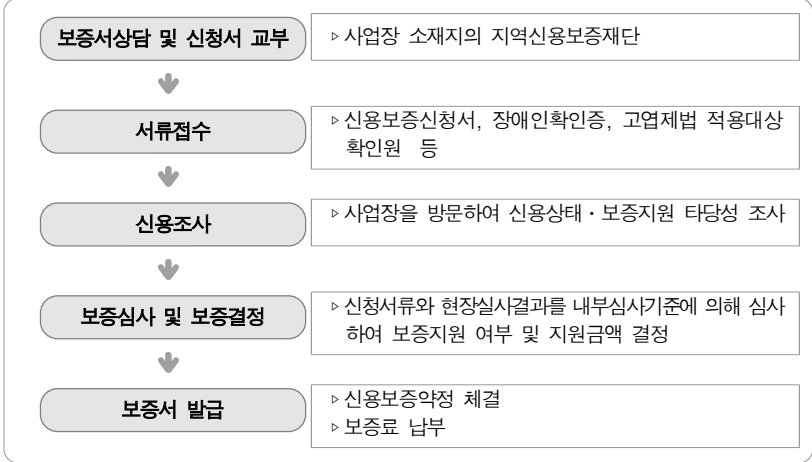 보증서상담 및 신청서 교부
▹사업장 소재지의 지역신용보증재단
서류접수
▹신용보증신청서, 장애인확인증, 고엽제법 적용대상
확인원 등
신용조사
▹사업장을 방문하여 신용상태·보증지원 타당성 조사
보증심사 및 보증결정
▹신청서류와 현장실사결과를 내부심사기준에 의해 심사
하여 보증지원 여부 및 지원금액 결정
보증서 발급
▹신용보증약정 체결
▹보증료 납부